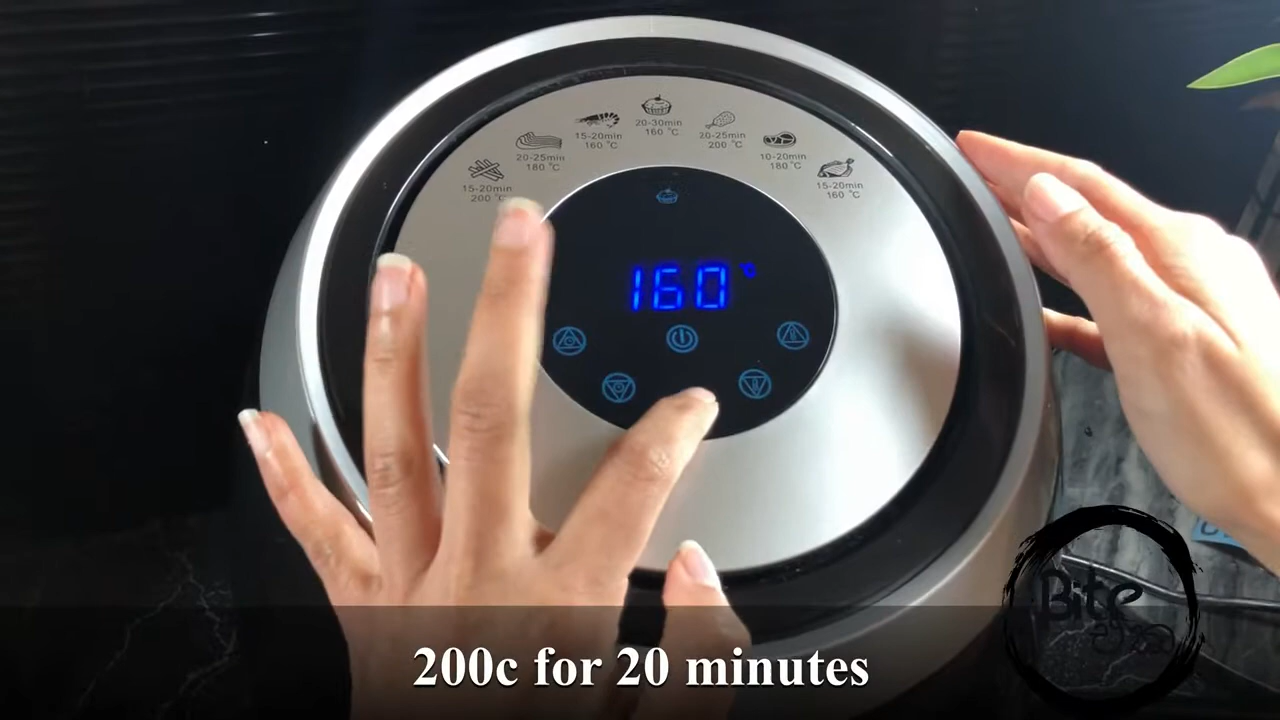 15-20min
200 °C
20-25min
180 °C
15-20min
160 °C
20-30min
160 °C
20-25min
200 °C
10-20min
180 °C
15-20min
160 °C
160 °C
Bite
200c for 20 minutes